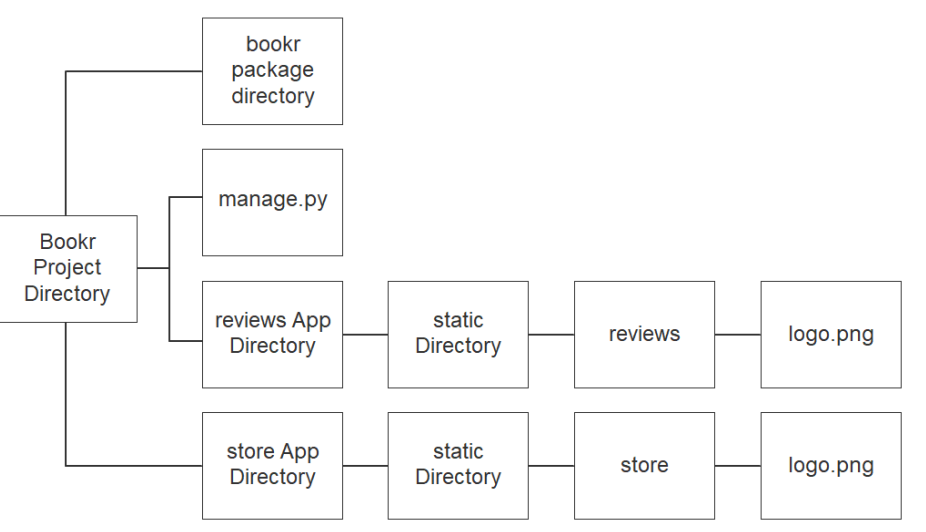 bookr
package
directory
manage.py
Bookr
Project
Directory
reviews App
Directory
static
Directory
reviews
logo.png
store App
Directory
static
Directory
store
logo.png